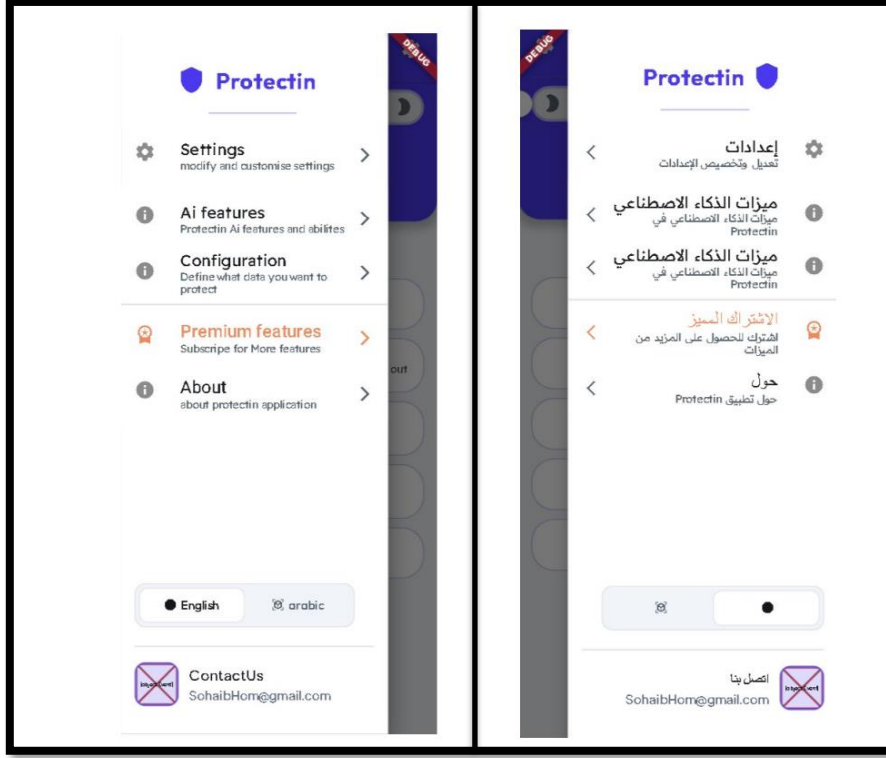 DEBUG
Protectin
Settings
modify and customise settings
Ai features
Protectin Ai features and abilites
Configuration
Define what data you want to
protect
Premium features
Subscripe for More features
out
About
about protectin application
English
arabic
ContactUs
SohaibHom@gmail.com
DEBUG
Protectin
إعدادات
تعديل وتخصيص الإعدادات
ميزات الذكاء الاصطناعي
ميزات الذكاء الاصطناعي في
Protectin
ميزات الذكاء الاصطناعي
ميزات الذكاء الاصطناعي في
Protectin
الاشتراك المميز
اشترك للحصول على المزيد من
الميزات
حول
حول تطبيق Protectin
اتصل بنا
SohaibHom@gmail.com